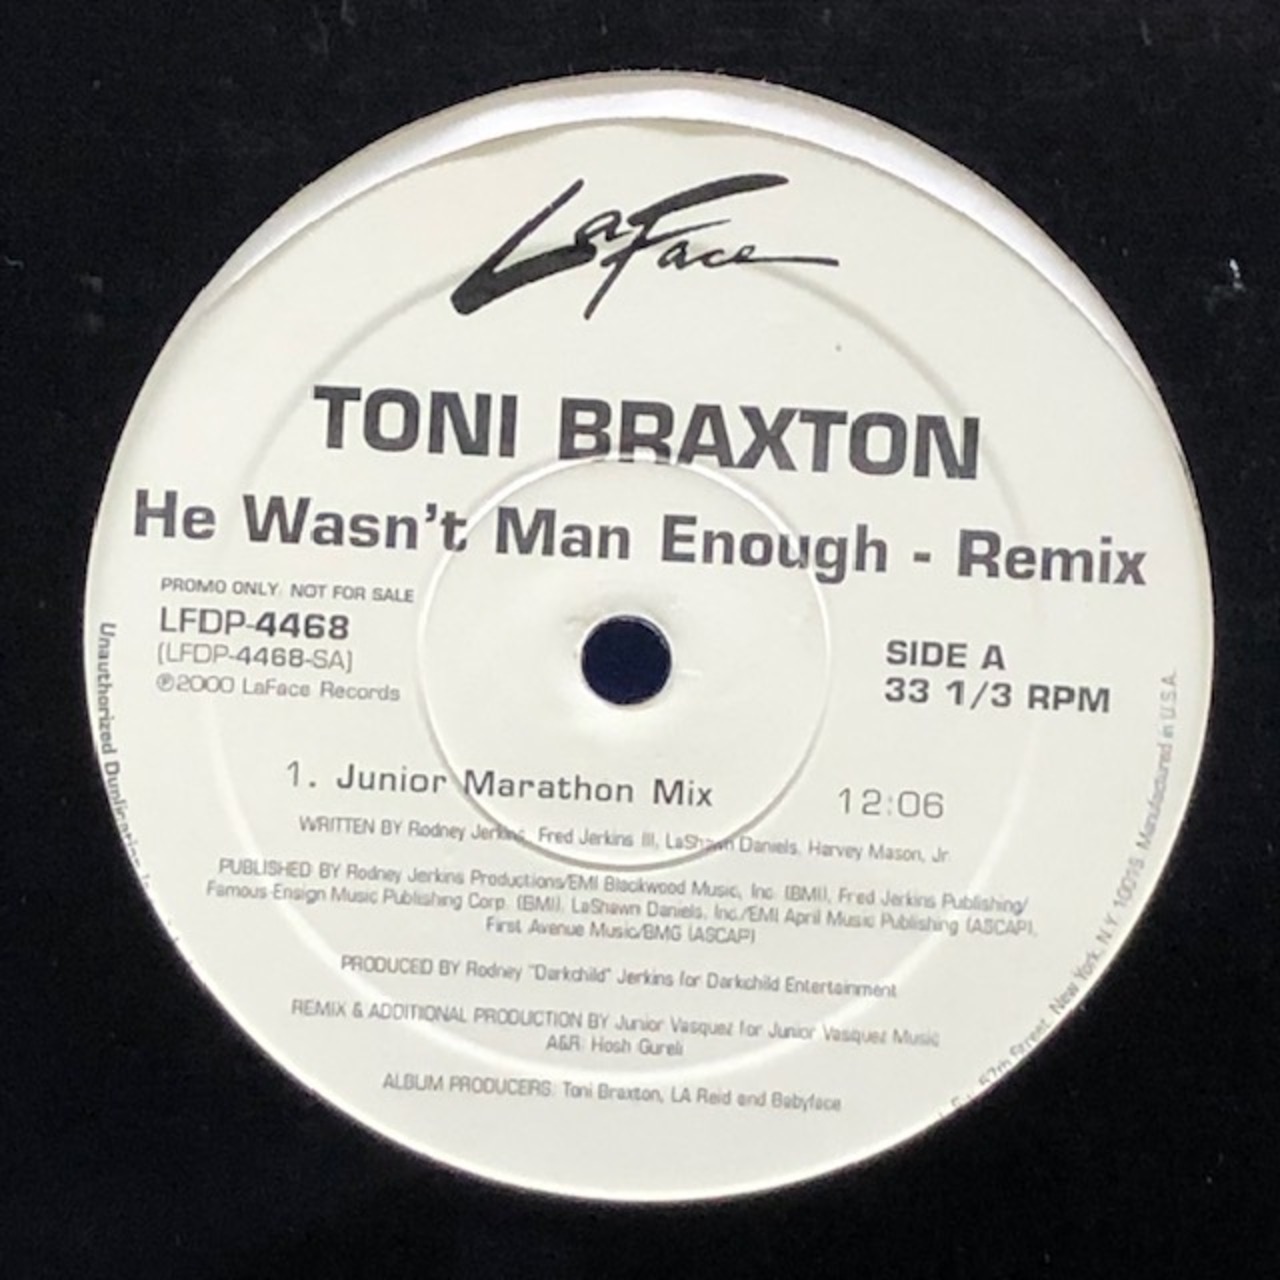 LaFace
TONI BRAXTON
He Wasn't Man Enough - Remix
PROMO ONLY. NOT FOR SALE
LFDP-4468
(LFDP-4468-SA)
℗2000 LaFace Records
SIDE A
33 1/3 RPM
1. Junior Marathon Mix 12:06
WRITTEN BY Rodney Jerkins, Fred Jerkins III, LaShawn Daniels, Harvey Mason, Jr.
PUBLISHED BY Rodney Jerkins Productions/EMI Blackwood Music, Inc. (BMI), Fred Jerkins Publishing/
Famous-Ensign Music Publishing Corp. (BMI), LaShawn Daniels, Inc./EMI April Music Publishing (ASCAP),
First Avenue Music/BMG (ASCAP)
PRODUCED BY Rodney "Darkchild" Jerkins for Darkchild Entertainment
REMIX & ADDITIONAL PRODUCTION BY Junior Vasquez for Junior Vasquez Music
A&R: Hosh Gureli
ALBUM PRODUCERS: Toni Braxton, LA Reid and Babyface
Unauthorized Duplication
57th Street, New York, N.Y. 10019. Manufactured in U.S.A.